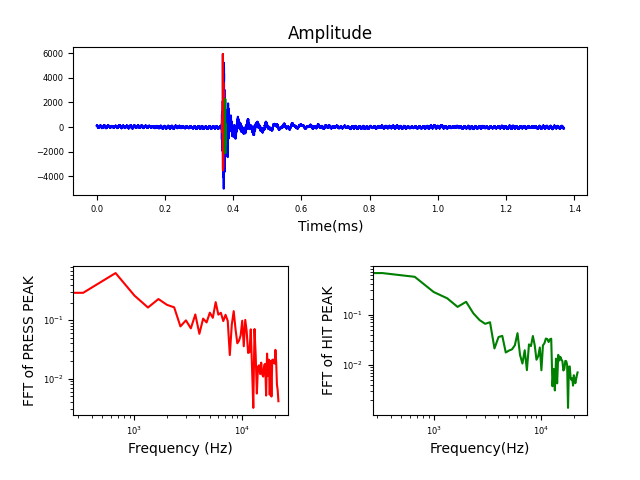 Amplitude
6000
4000
2000
0
−2000
−4000
0.0 0.2 0.4 0.6 0.8 1.0 1.2 1.4
Time(ms)
FFT of PRESS PEAK
10⁻¹
10⁻²
10³ 10⁴
Frequency (Hz)
FFT of HIT PEAK
10⁻¹
10⁻²
10³ 10⁴
Frequency(Hz)